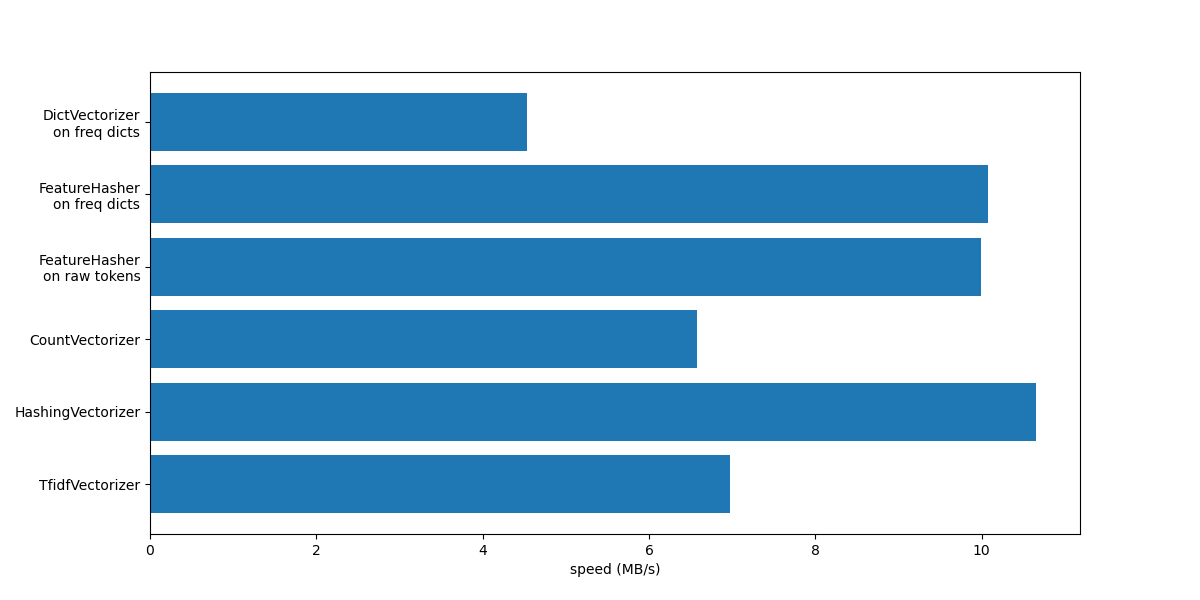 DictVectorizer
on freq dicts
FeatureHasher
on freq dicts
FeatureHasher
on raw tokens
CountVectorizer
HashingVectorizer
TfidfVectorizer
0 2 4 6 8 10
speed (MB/s)